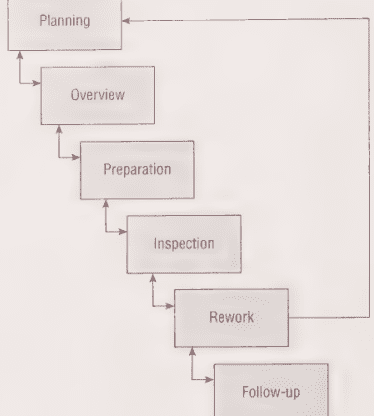 Planning
Overview
Preparation
Inspection
Rework
Follow-up